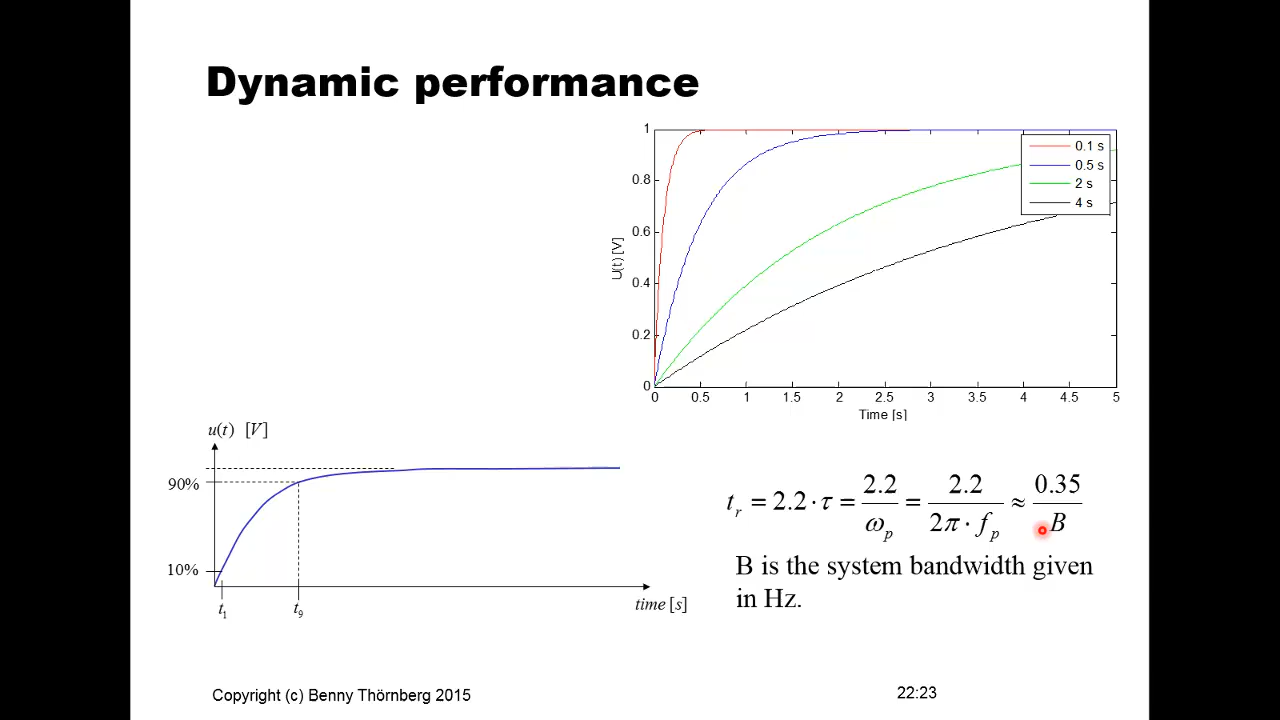 Dynamic performance
1
0.8
0.6
0.4
0.2
0
U(t) [V]
0 0.5 1 1.5 2 2.5 3 3.5 4 4.5 5
Time [s]
0.1 s
0.5 s
2 s
4 s
u(t) [V]
90%
10%
t₁ t₉
time [s]
tᵣ = 2.2 · τ = 2.2/ωₚ = 2.2/(2π · fₚ) ≈ 0.35/B
B is the system bandwidth given
in Hz.
Copyright (c) Benny Thörnberg 2015
22:23